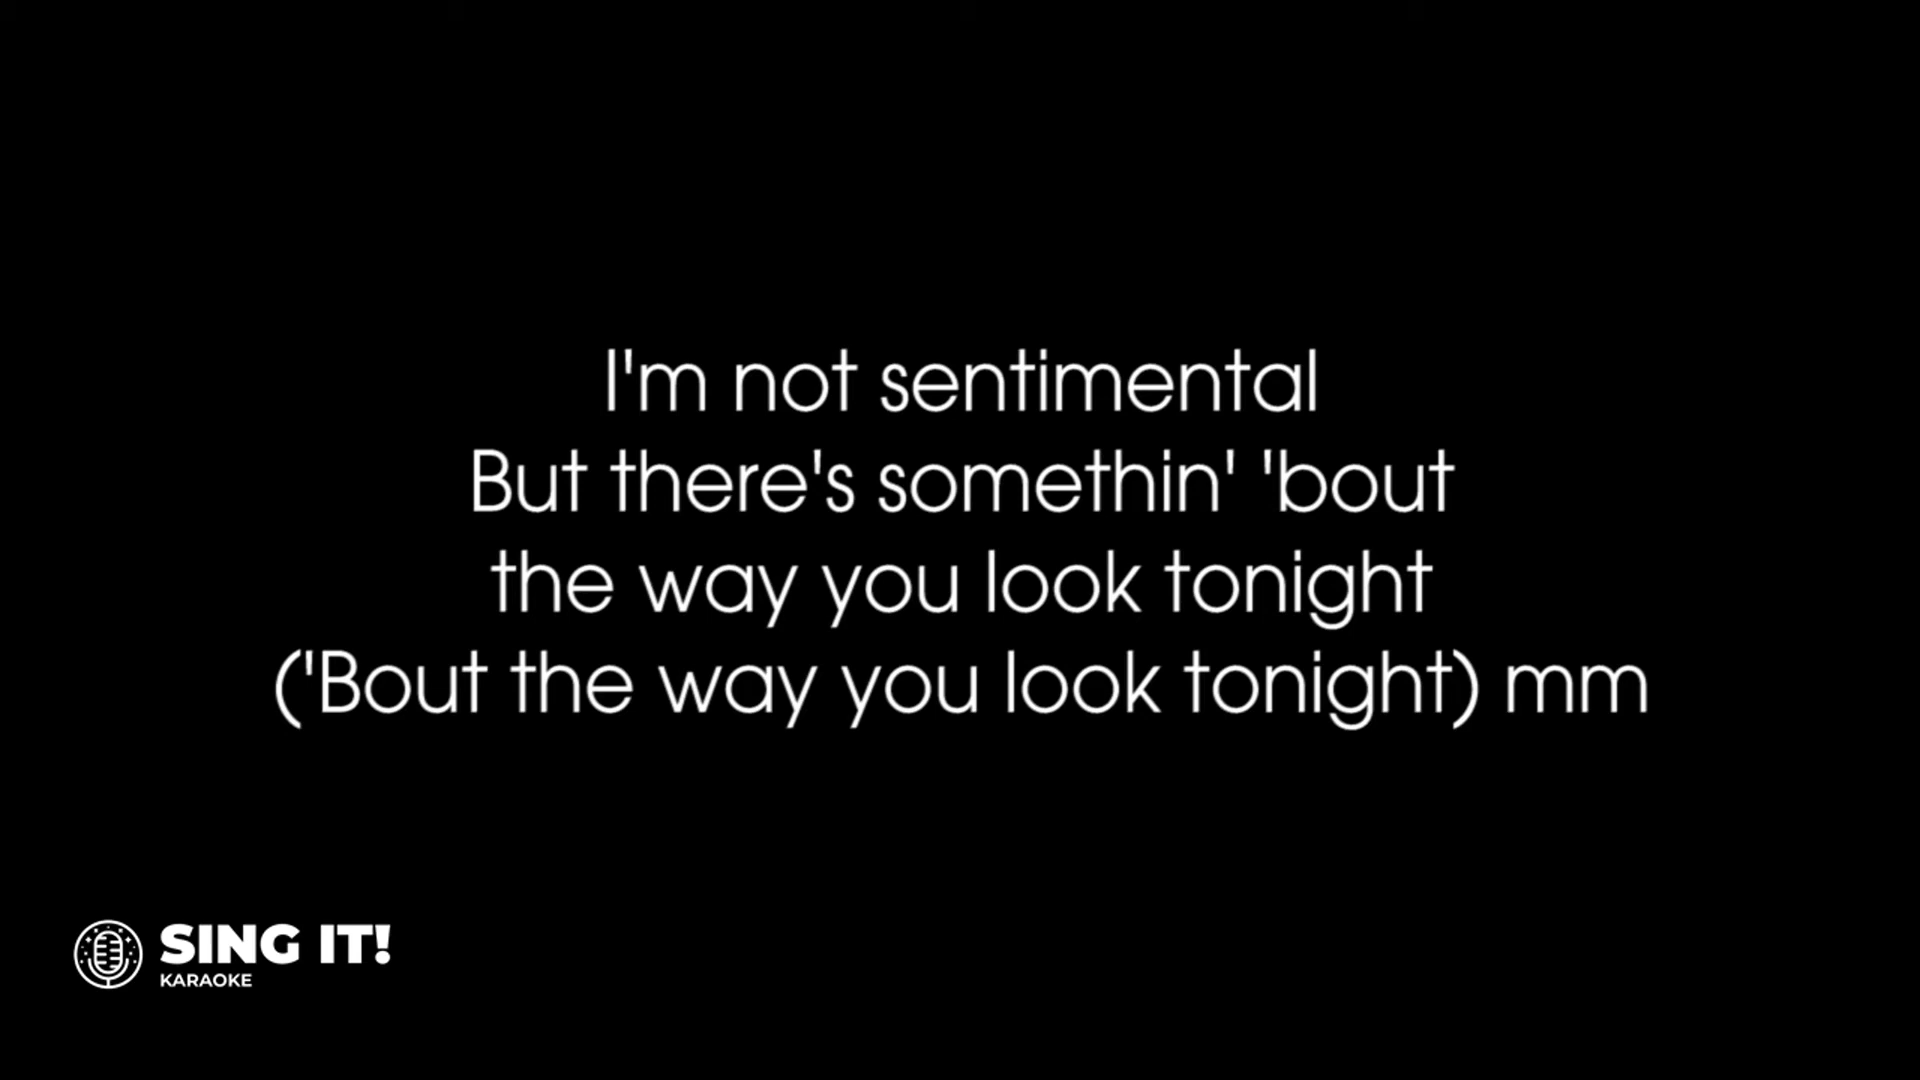 I'm not sentimental
But there's somethin' 'bout
the way you look tonight
('Bout the way you look tonight) mm
SING IT!
KARAOKE